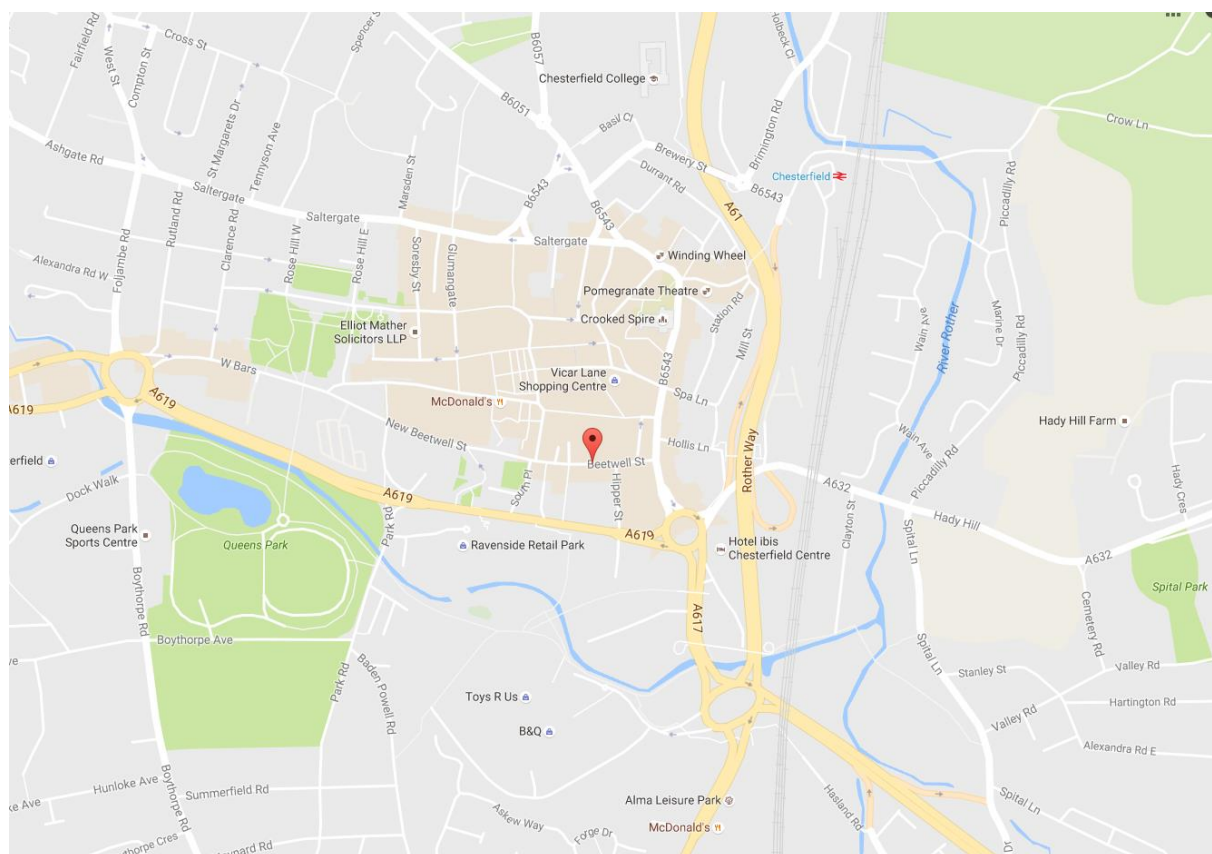 Fairfield Rd
West St
Compton St
Cross St
Spencer S
B6057
Holbeck Cl
Chesterfield College
B6051
Basil Cl
Brimington Rd
Crow Ln
Ashgate Rd
St Margarets Dr
Tennyson Ave
Marsden St
Brewery St
Durrant Rd
B6543
Chesterfield
B6543
A61
Piccadilly Rd
Saltergate
Rutland Rd
Clarence Rd
Saltergate
B6543
B6543
Saltergate
Winding Wheel
Alexandra Rd W
Foljambe Rd
Rose Hill W
Rose Hill E
Soresby St
Glumangate
Pomegranate Theatre
Station Rd
Crooked Spire
Mill St
Elliot Mather
Solicitors LLP
Wain Ave
River Rother
Marine Dr
Piccadilly Rd
W Bars
Vicar Lane
Shopping Centre
B6543
Spa Ln
McDonald's
A619
A619
Hady Hill Farm
New Beetwell St
Hollis Ln
Rother Way
Wain Ave
Piccadilly Rd
erfield
Dock Walk
Beetwell St
South Pl
Hipper St
A619
A632
Clayton St
Hady Cres
Hady Hill
Queens Park
Sports Centre
Queens Park
Park Rd
Ravenside Retail Park
A619
Hotel ibis
Chesterfield Centre
Spital Ln
A632
Spital Park
Boythorpe Rd
Boythorpe Ave
A617
Cemetery Rd
Park Rd
Baden Powell Rd
Spital Ln
Stanley St
Valley Rd
Toys R Us
B&Q
Valley Rd
Hartington Rd
Alexandra Rd E
Hunloke Ave
ke Ave
Boythorpe Rd
Summerfield Rd
Alma Leisure Park
McDonald's
Askew Way
Forge Dr
Hasland Rd
Spital Ln
ythorpe Cres
ynard Rd
Dr